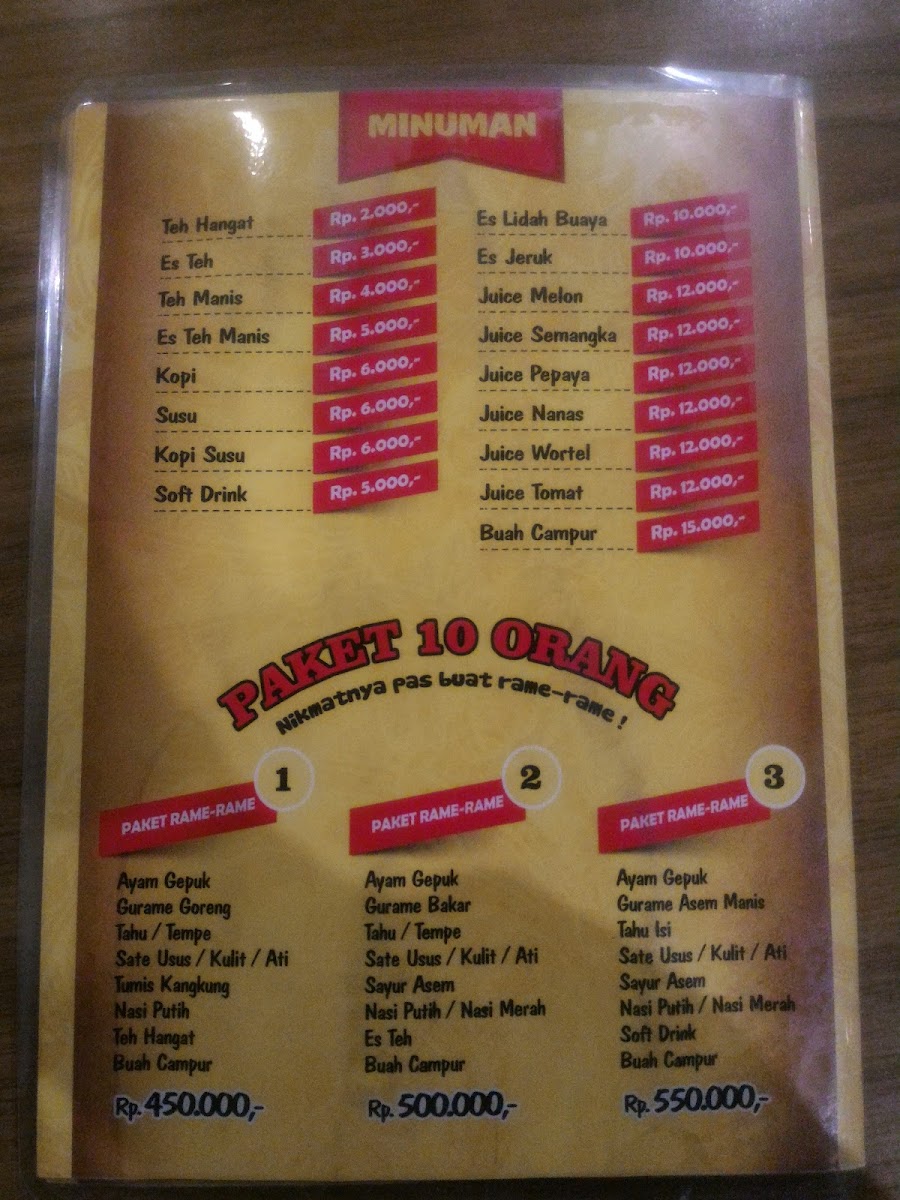 MINUMAN
Teh Hangat Rp. 2.000,-
Es Teh Rp. 3.000,-
Teh Manis Rp. 4.000,-
Es Teh Manis Rp. 5.000,-
Kopi Rp. 6.000,-
Susu Rp. 6.000,-
Kopi Susu Rp. 6.000,-
Soft Drink Rp. 5.000,-
Es Lidah Buaya Rp. 10.000,-
Es Jeruk Rp. 10.000,-
Juice Melon Rp. 12.000,-
Juice Semangka Rp. 12.000,-
Juice Pepaya Rp. 12.000,-
Juice Nanas Rp. 12.000,-
Juice Wortel Rp. 12.000,-
Juice Tomat Rp. 12.000,-
Buah Campur Rp. 15.000,-
PAKET 10 ORANG
Nikmatnya pas buat rame-rame !
PAKET RAME-RAME 1
Ayam Gepuk
Gurame Goreng
Tahu / Tempe
Sate Usus / Kulit / Ati
Tumis Kangkung
Nasi Putih
Teh Hangat
Buah Campur
Rp. 450.000,-
PAKET RAME-RAME 2
Ayam Gepuk
Gurame Bakar
Tahu / Tempe
Sate Usus / Kulit / Ati
Sayur Asem
Nasi Putih / Nasi Merah
Es Teh
Buah Campur
Rp. 500.000,-
PAKET RAME-RAME 3
Ayam Gepuk
Gurame Asem Manis
Tahu Isi
Sate Usus / Kulit / Ati
Sayur Asem
Nasi Putih / Nasi Merah
Soft Drink
Buah Campur
Rp. 550.000,-